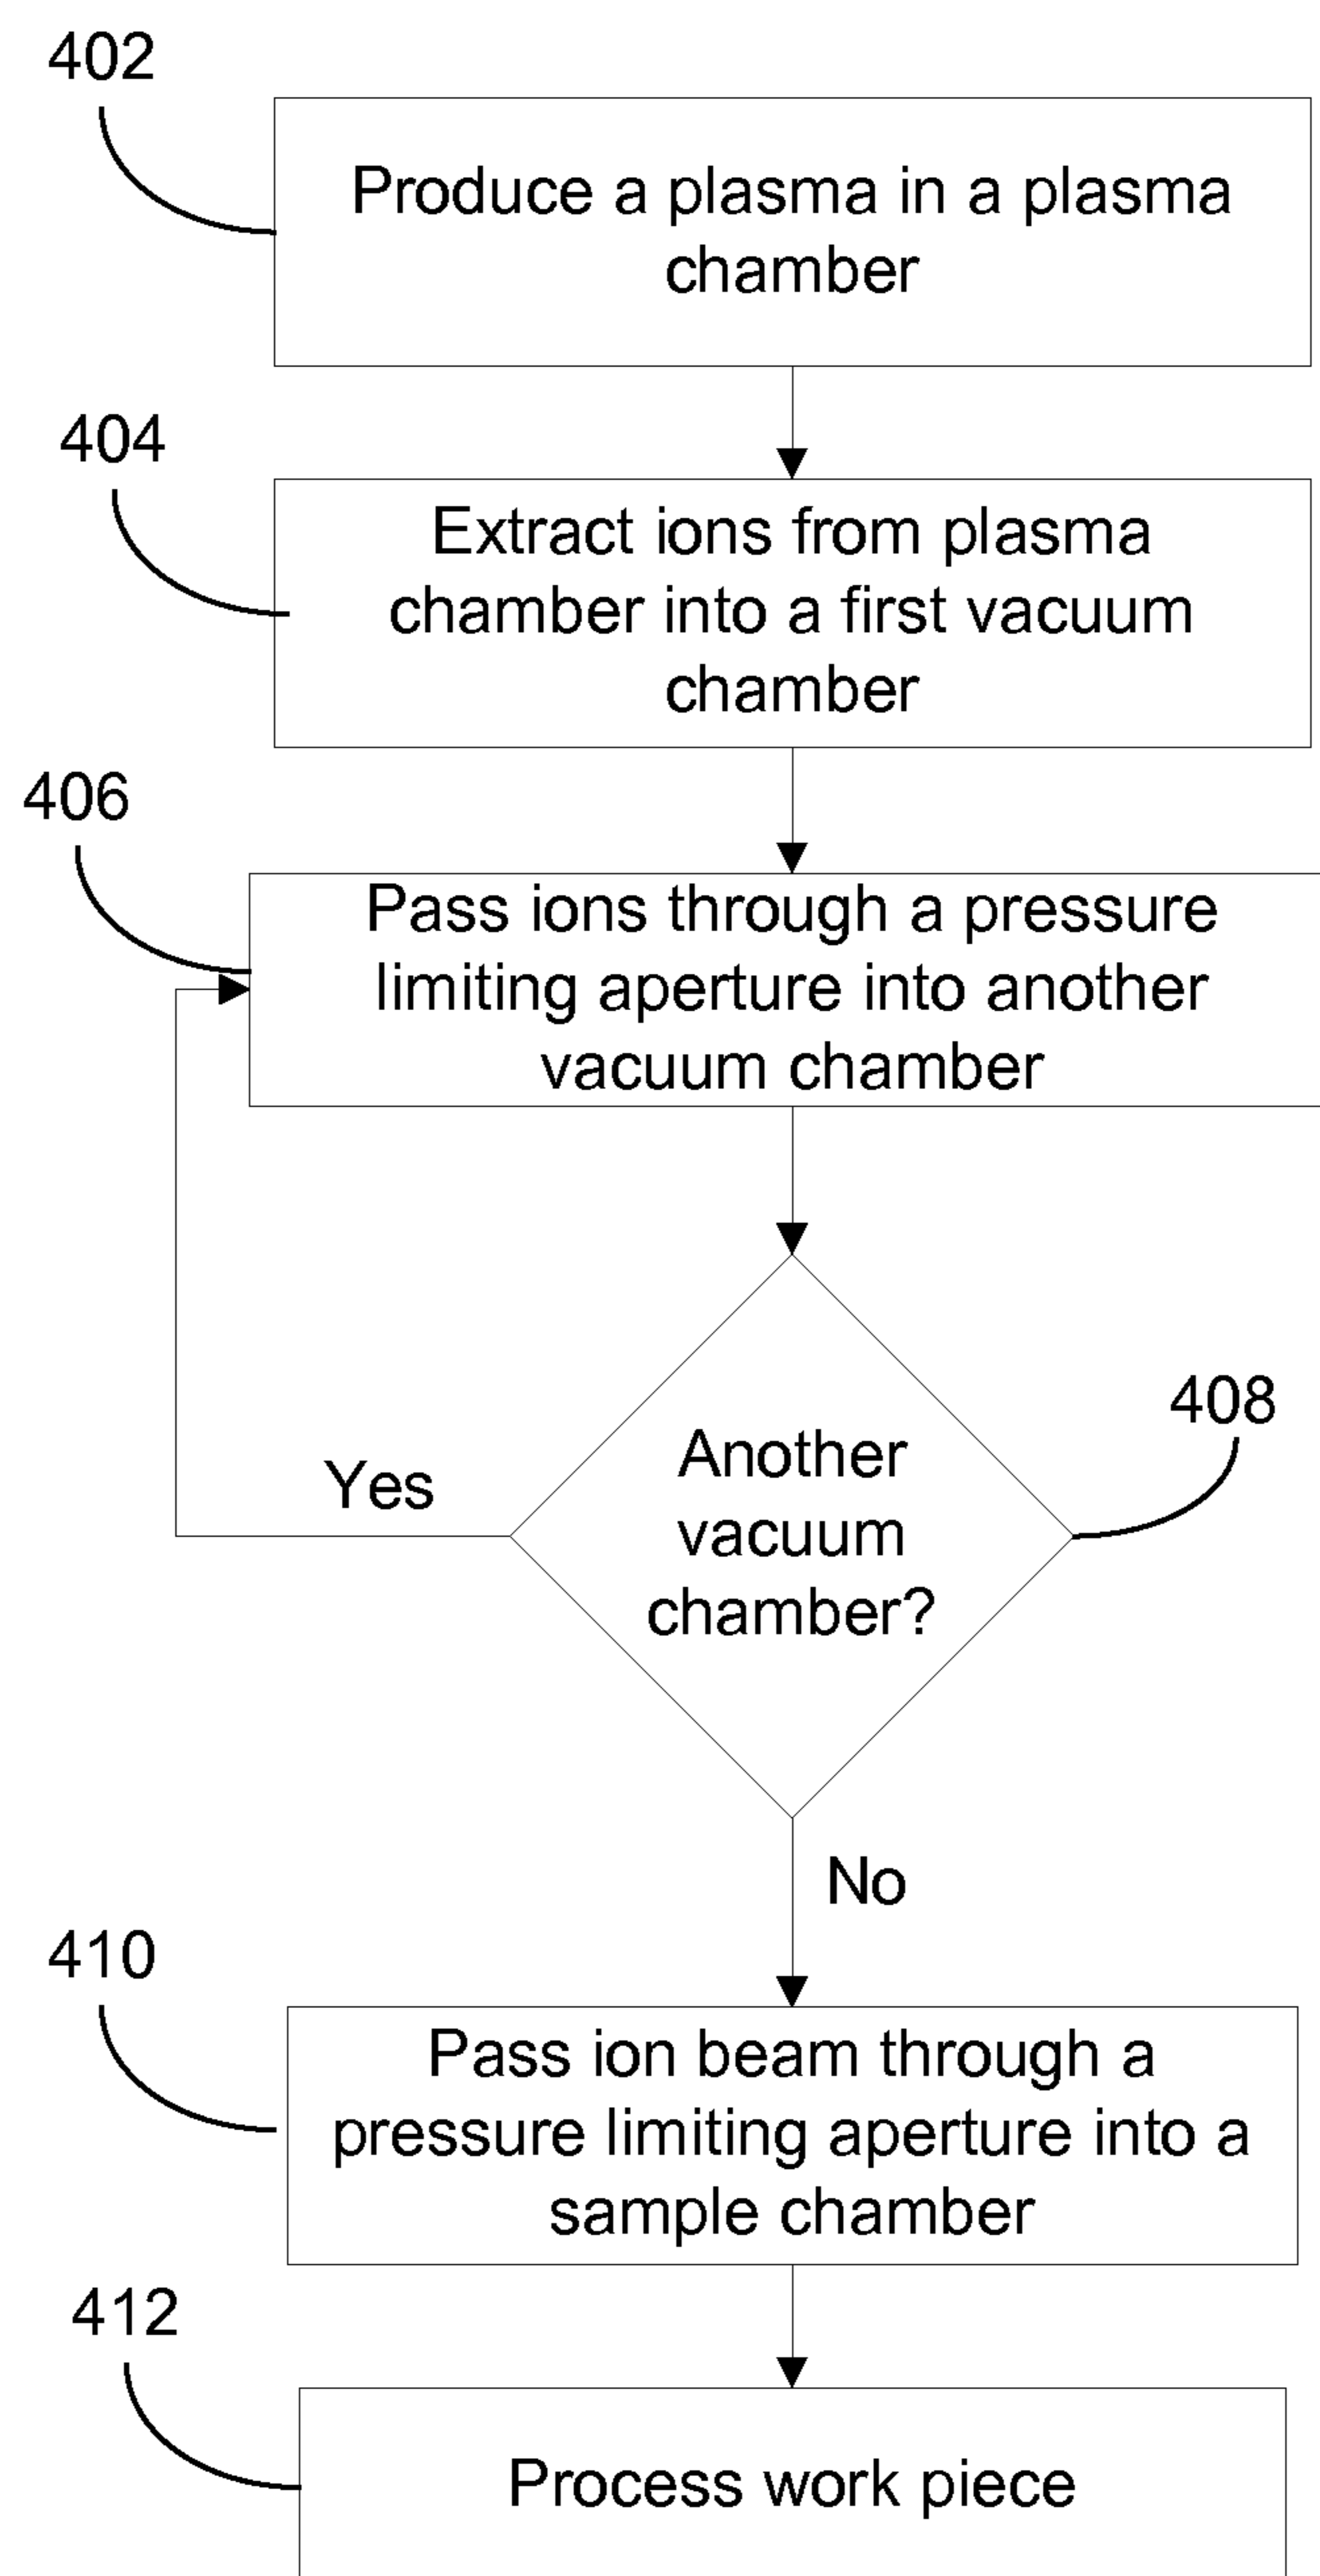 402
Produce a plasma in a plasma
chamber
404
Extract ions from plasma
chamber into a first vacuum
chamber
406
Pass ions through a pressure
limiting aperture into another
vacuum chamber
408
Another
vacuum
chamber?
Yes
No
410
Pass ion beam through a
pressure limiting aperture into a
sample chamber
412
Process work piece